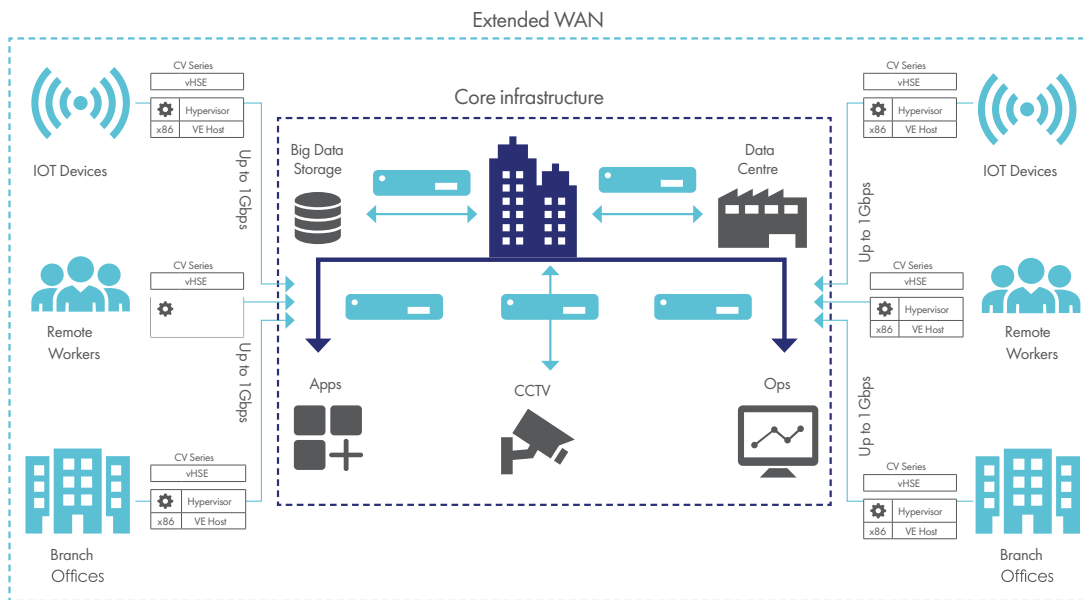 Extended WAN
CV Series
vHSE
Hypervisor
x86 VE Host
IOT Devices
Up to 1Gbps
CV Series
vHSE
Remote
Workers
Up to 1Gbps
CV Series
vHSE
Hypervisor
x86 VE Host
Branch
Offices
Core infrastructure
Big Data
Storage
Data
Centre
Apps
CCTV
Ops
CV Series
vHSE
Hypervisor
x86 VE Host
IOT Devices
Up to 1Gbps
CV Series
vHSE
Hypervisor
x86 VE Host
Remote
Workers
Up to 1Gbps
CV Series
vHSE
Hypervisor
x86 VE Host
Branch
Offices